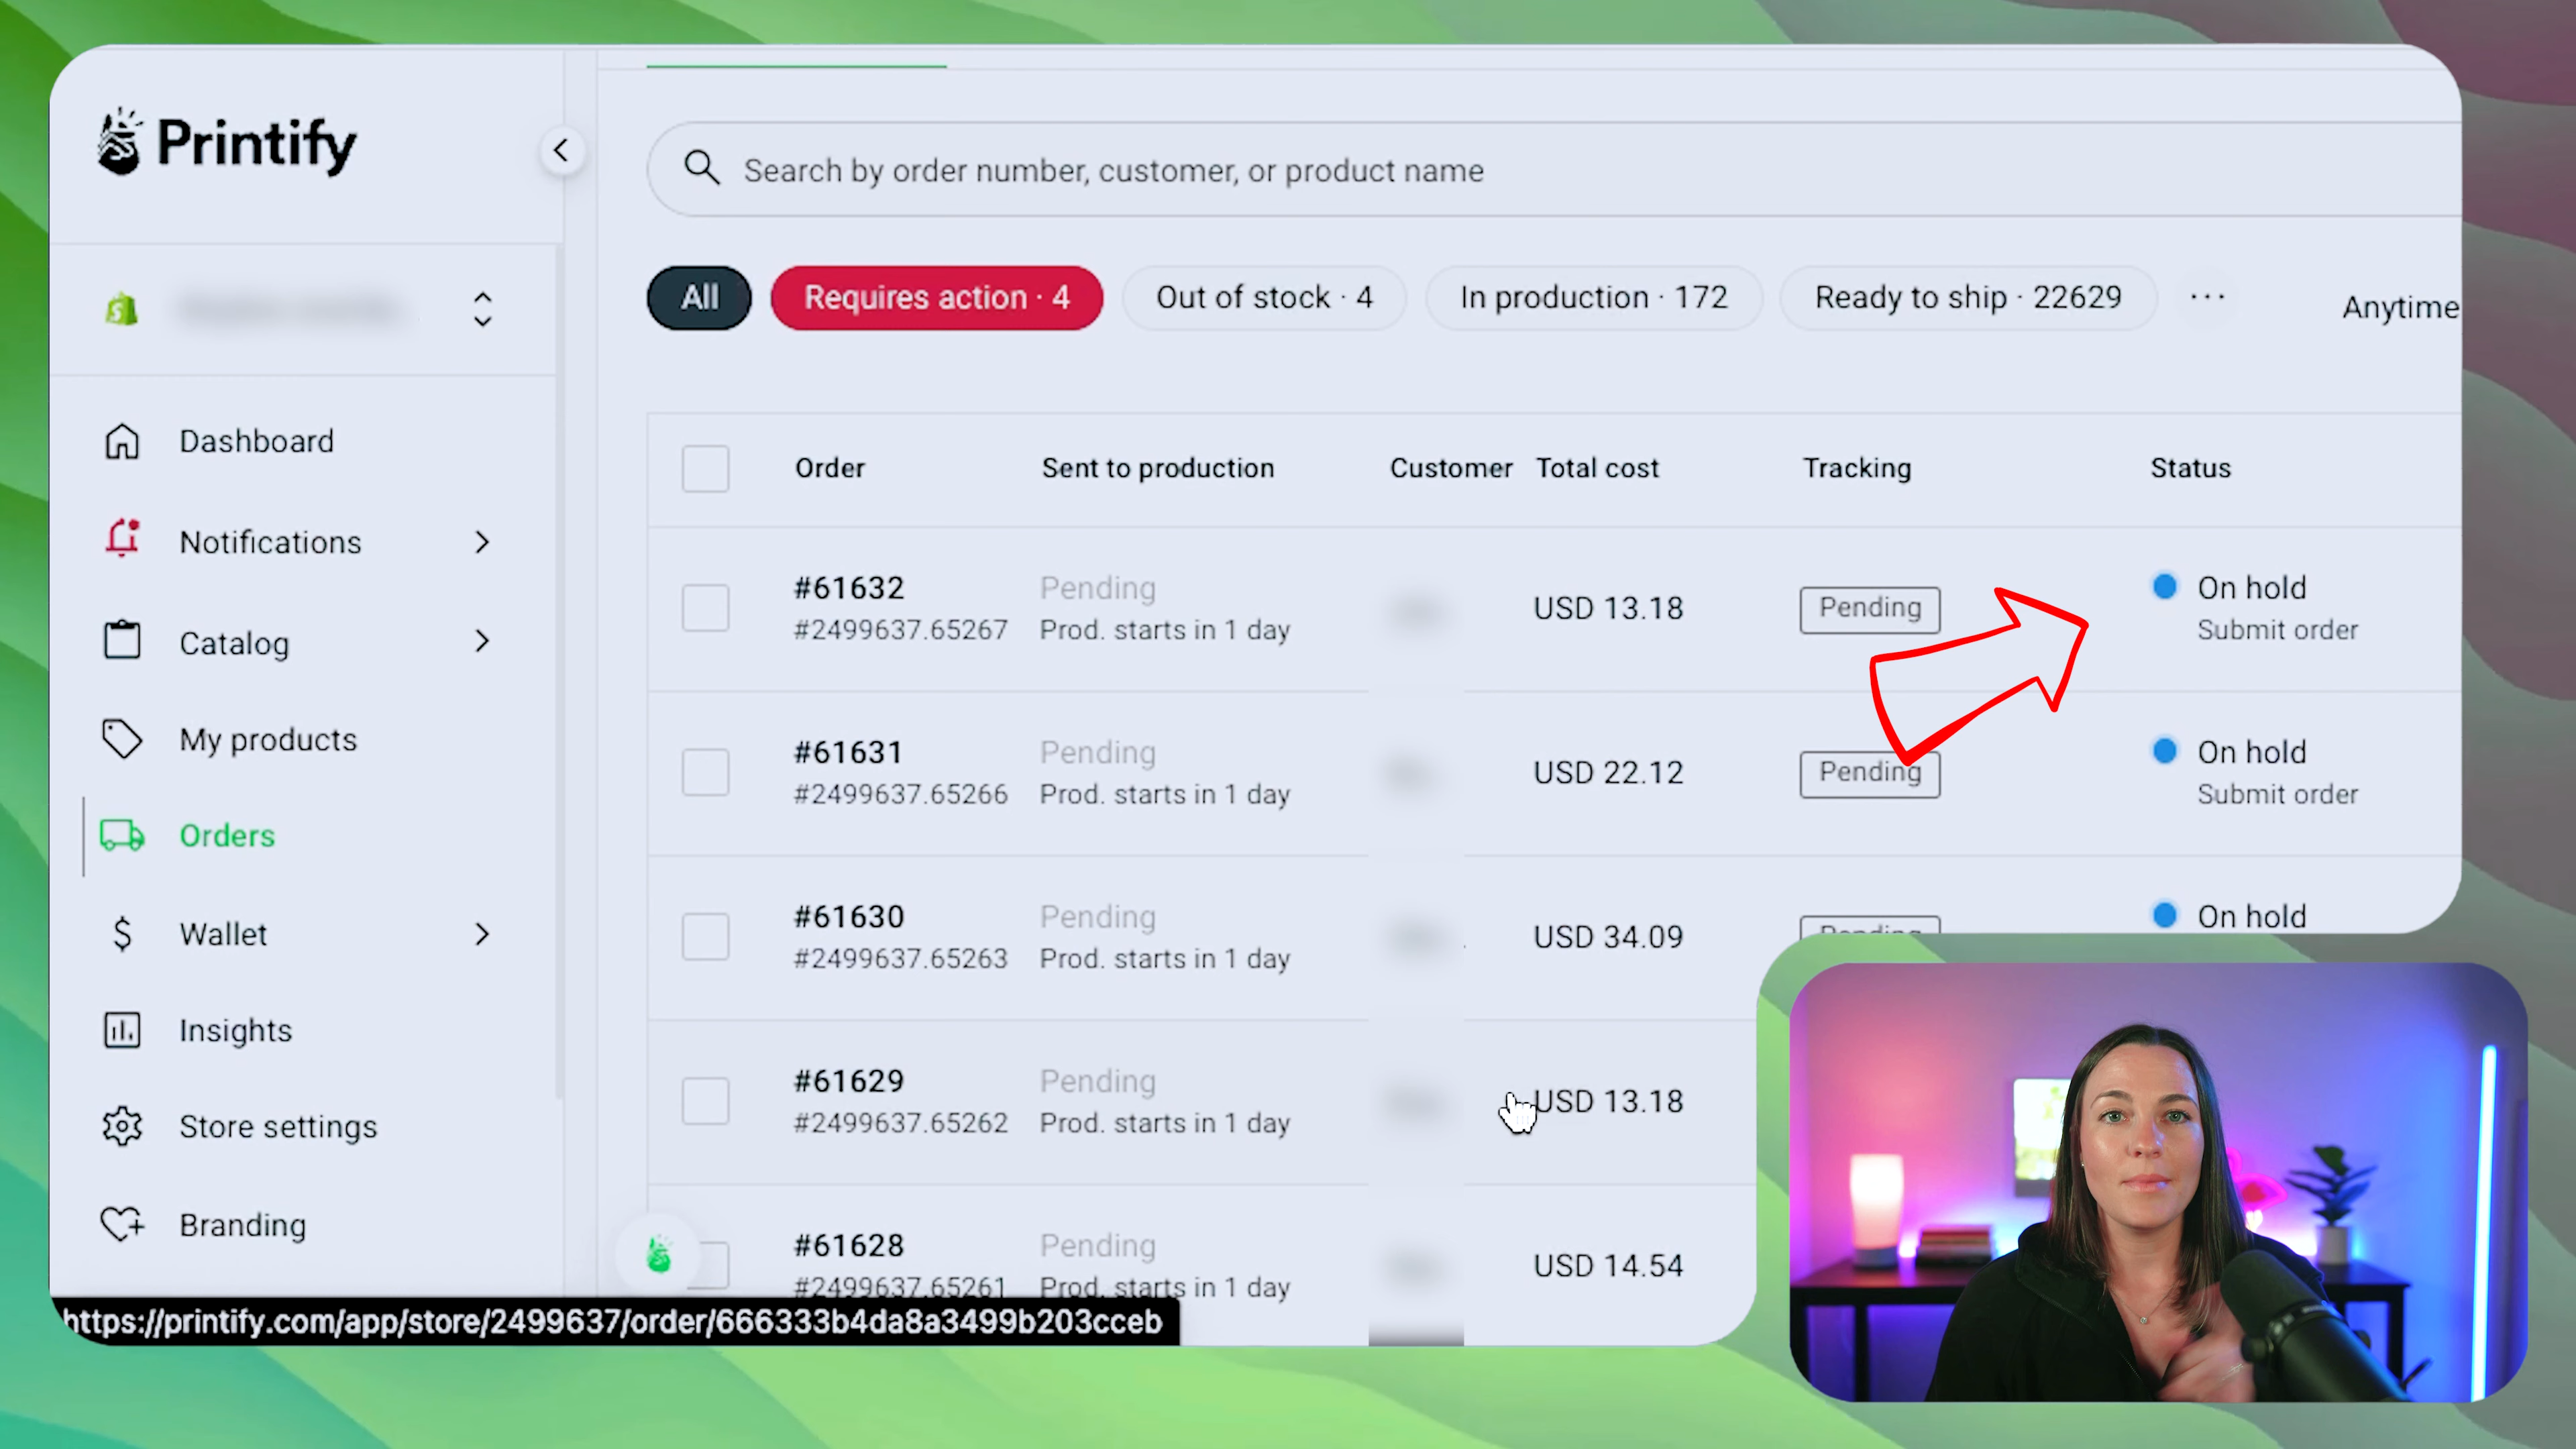 Printify
Search by order number, customer, or product name
All
Requires action · 4
Out of stock · 4
In production · 172
Ready to ship · 22629
Anytime
Dashboard
Notifications
Catalog
My products
Orders
Wallet
Insights
Store settings
Branding
Order Sent to production Customer Total cost Tracking Status
#61632 Pending USD 13.18 Pending On hold
#2499637.65267 Prod. starts in 1 day Submit order
#61631 Pending USD 22.12 Pending On hold
#2499637.65266 Prod. starts in 1 day Submit order
#61630 Pending USD 34.09 Pending On hold
#2499637.65263 Prod. starts in 1 day
#61629 Pending USD 13.18
#2499637.65262 Prod. starts in 1 day
#61628 Pending USD 14.54
#2499637.65261 Prod. starts in 1 day
https://printify.com/app/store/2499637/order/666333b4da8a3499b203cceb